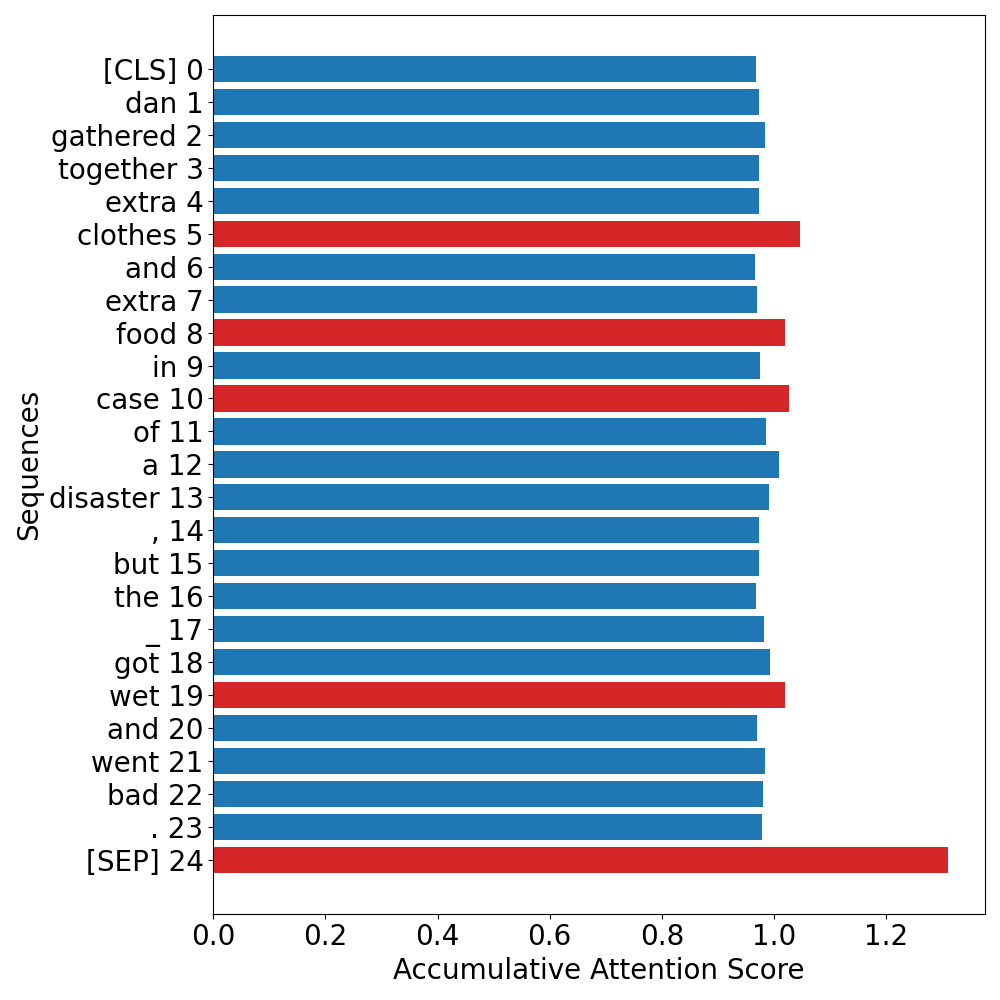 Sequences
[CLS] 0
dan 1
gathered 2
together 3
extra 4
clothes 5
and 6
extra 7
food 8
in 9
case 10
of 11
a 12
disaster 13
, 14
but 15
the 16
_ 17
got 18
wet 19
and 20
went 21
bad 22
. 23
[SEP] 24
0.0 0.2 0.4 0.6 0.8 1.0 1.2
Accumulative Attention Score